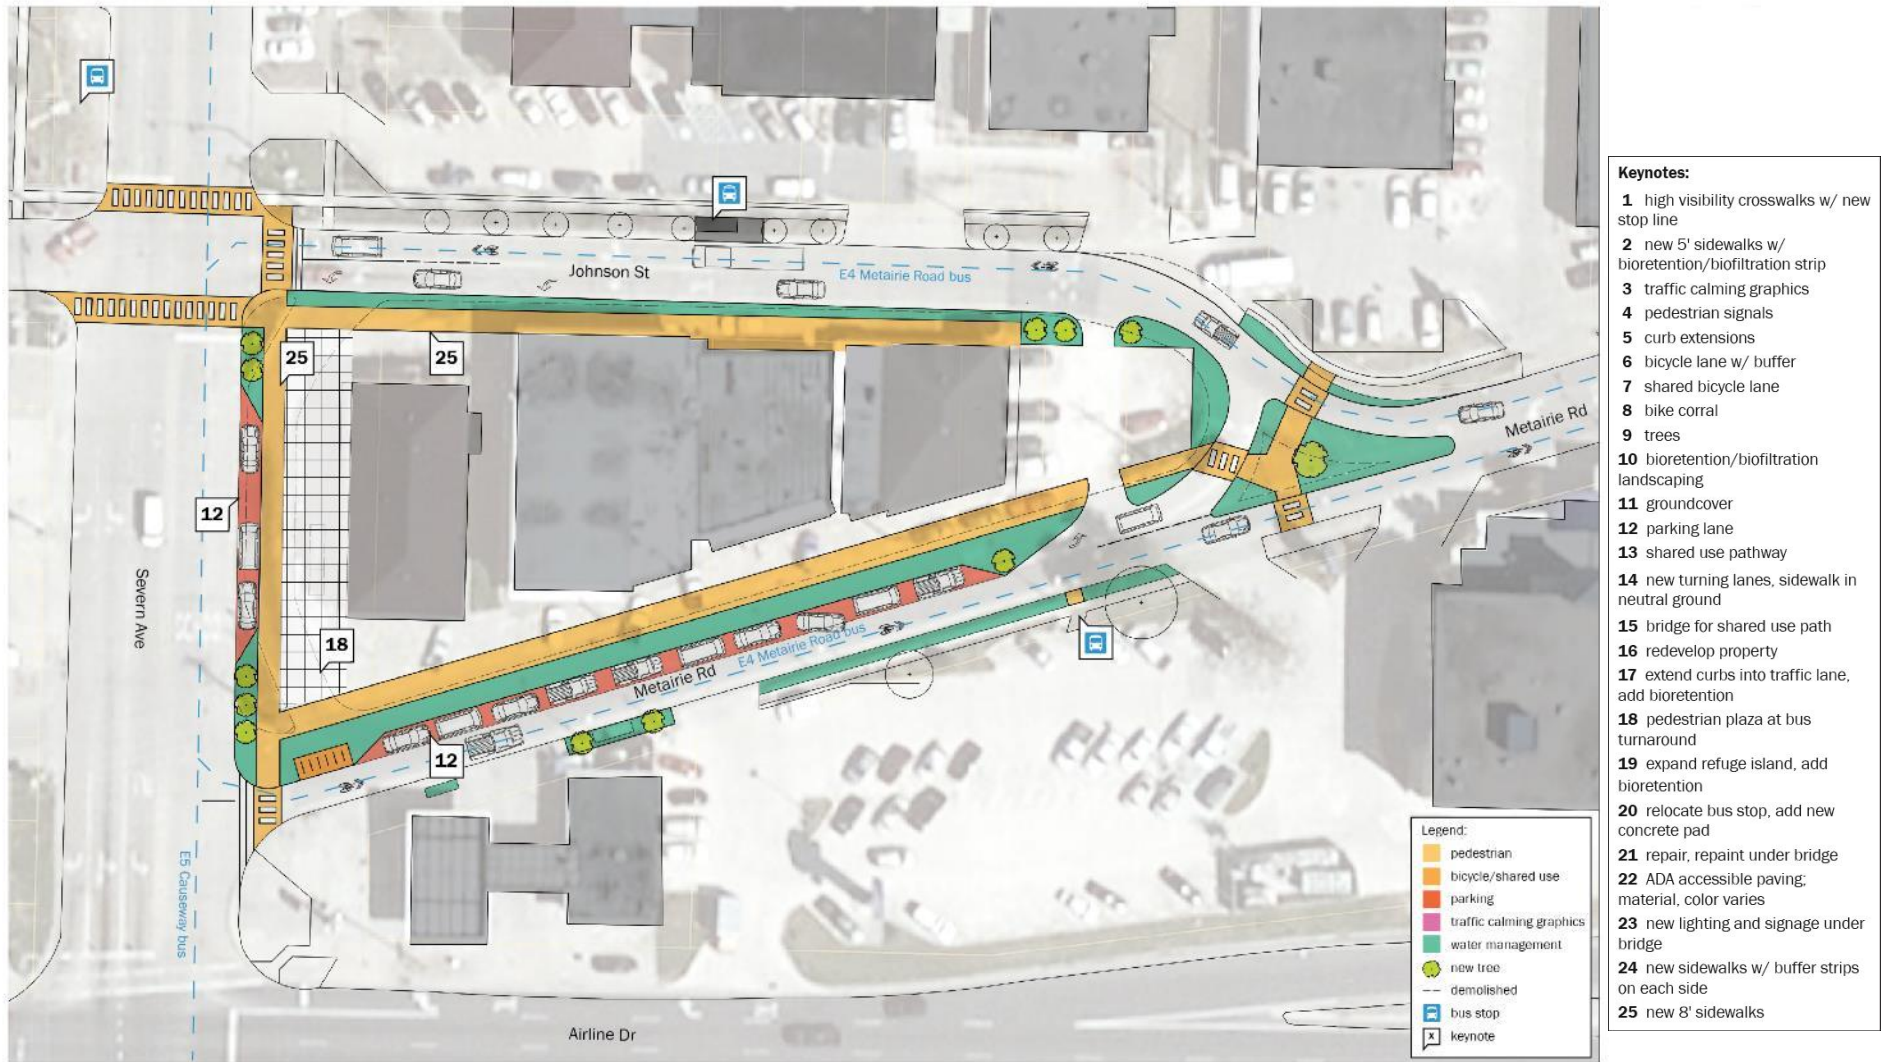 Johnson St
E4 Metairie Road bus
25
25
Metairie Rd
12
Severn Ave
18
E4 Metairie Road bus
Metairie Rd
12
E5 Causeway bus
Airline Dr
Legend:
pedestrian
bicycle/shared use
parking
traffic calming graphics
water management
new tree
demolished
bus stop
x keynote
Keynotes:
1 high visibility crosswalks w/ new
stop line
2 new 5' sidewalks w/
bioretention/biofiltration strip
3 traffic calming graphics
4 pedestrian signals
5 curb extensions
6 bicycle lane w/ buffer
7 shared bicycle lane
8 bike corral
9 trees
10 bioretention/biofiltration
landscaping
11 groundcover
12 parking lane
13 shared use pathway
14 new turning lanes, sidewalk in
neutral ground
15 bridge for shared use path
16 redevelop property
17 extend curbs into traffic lane,
add bioretention
18 pedestrian plaza at bus
turnaround
19 expand refuge island, add
bioretention
20 relocate bus stop, add new
concrete pad
21 repair, repaint under bridge
22 ADA accessible paving;
material, color varies
23 new lighting and signage under
bridge
24 new sidewalks w/ buffer strips
on each side
25 new 8' sidewalks